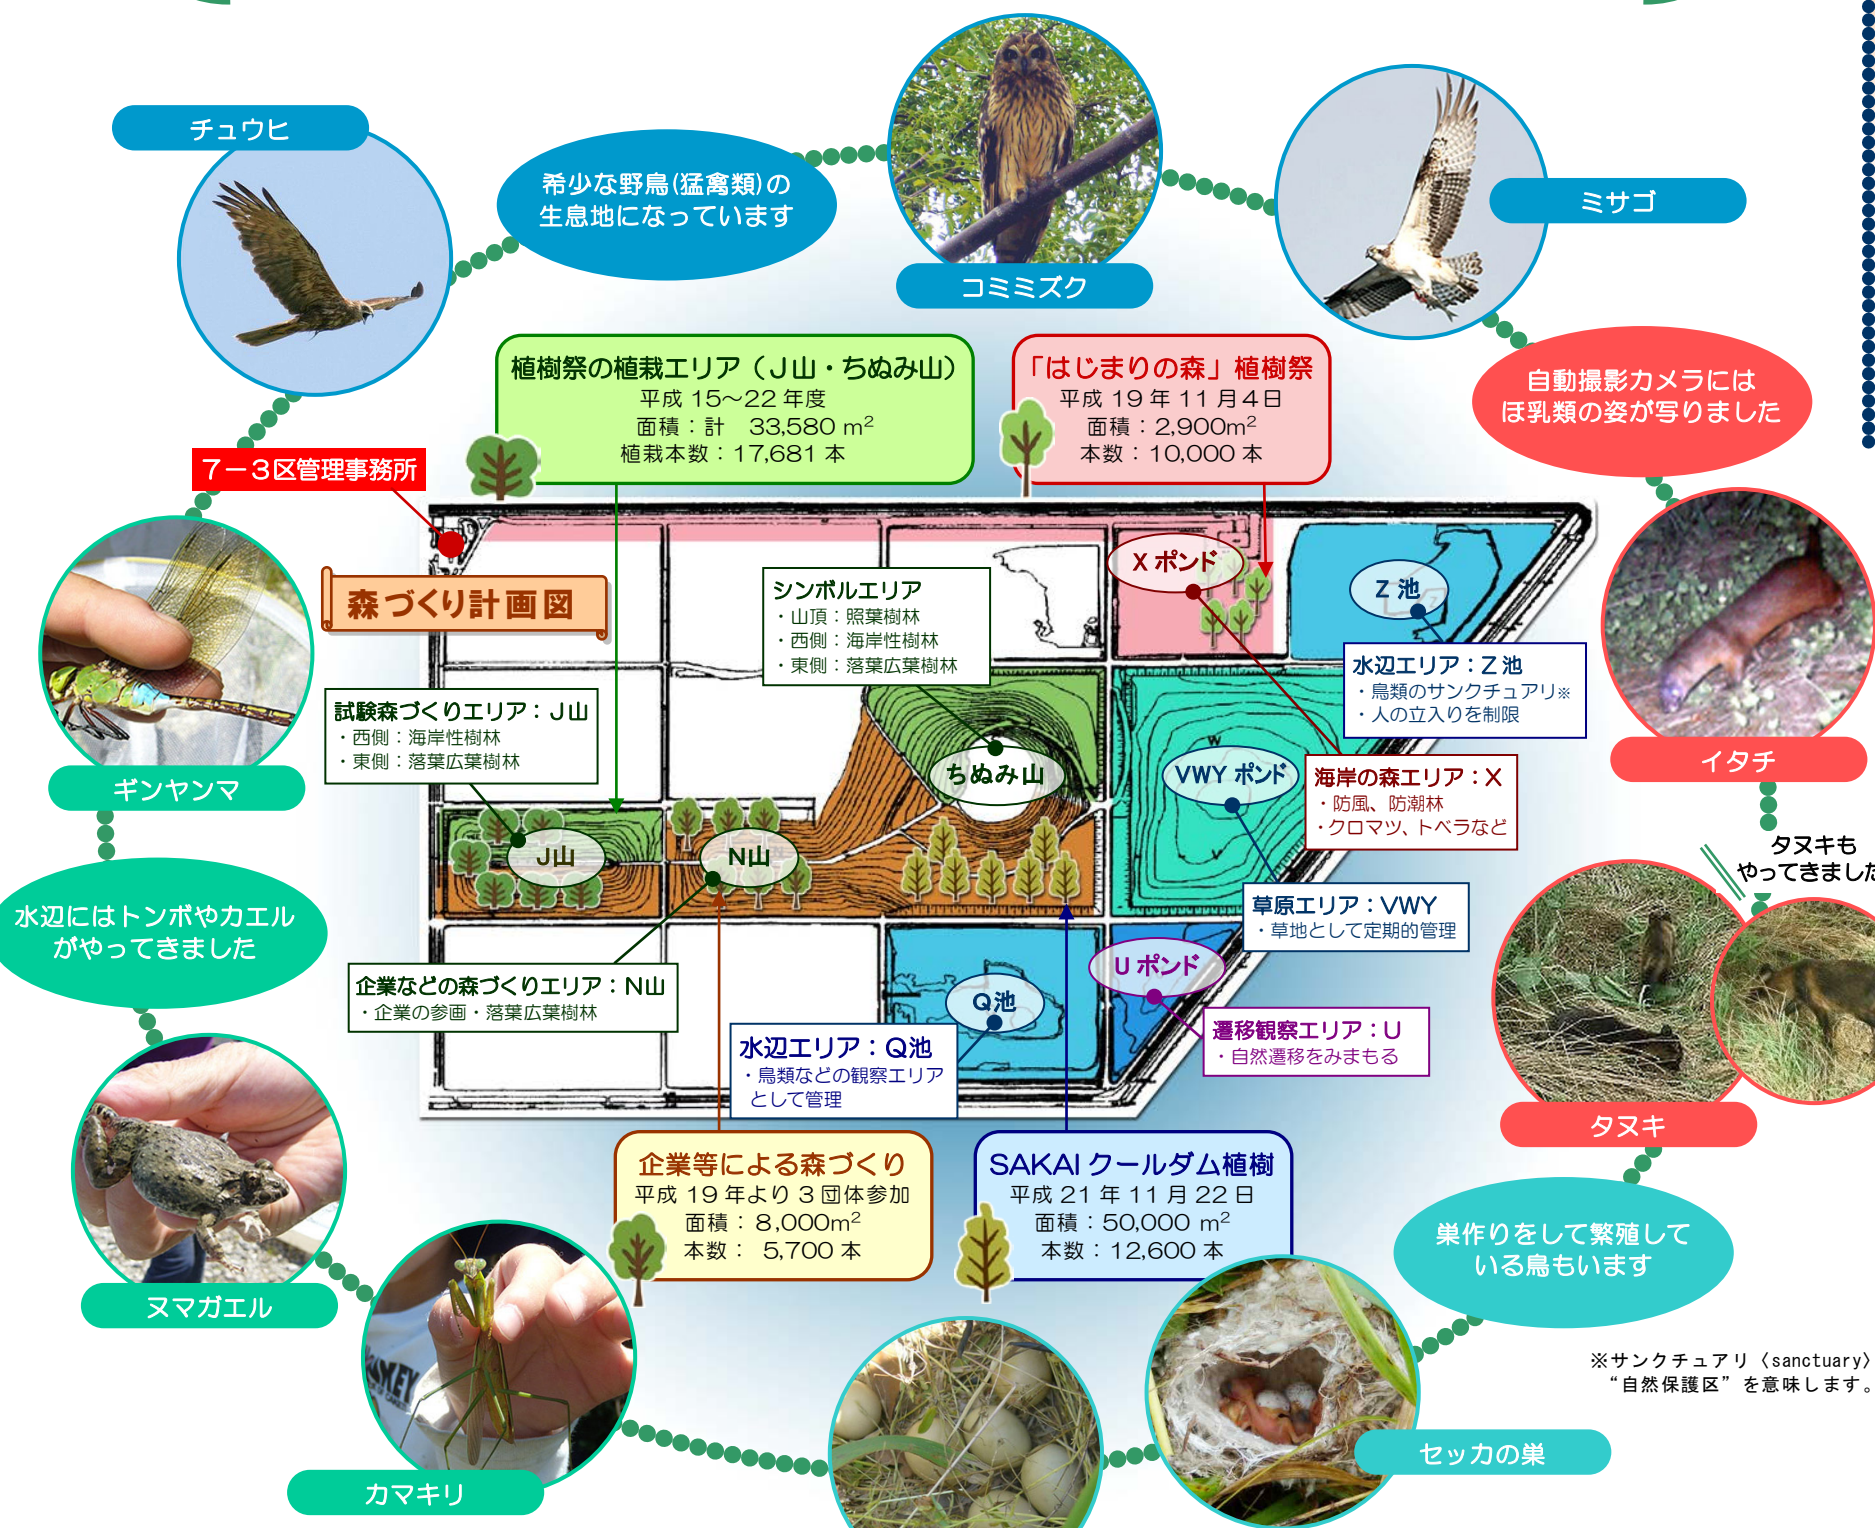 チュウヒ
希少な野鳥(猛禽類)の
生息地になっています
コミミズク
ミサゴ
自動撮影カメラには
ほ乳類の姿が写りました
植樹祭の植栽エリア（J山・ちぬみ山）
平成 15～22 年度
面積：計　33,580 m²
植栽本数：17,681 本
「はじまりの森」植樹祭
平成 19 年 11 月4日
面積：2,900m²
本数：10,000 本
7－3区管理事務所
森づくり計画図
シンボルエリア
・山頂：照葉樹林
・西側：海岸性樹林
・東側：落葉広葉樹林
X ポンド
Z 池
水辺エリア：Z 池
・鳥類のサンクチュアリ※
・人の立入りを制限
試験森づくりエリア：J山
・西側：海岸性樹林
・東側：落葉広葉樹林
ちぬみ山
VWY ポンド
海岸の森エリア：X
・防風、防潮林
・クロマツ、トベラなど
イタチ
ギンヤンマ
J山
N山
タヌキも
やってきました
草原エリア：VWY
・草地として定期的管理
水辺にはトンボやカエル
がやってきました
企業などの森づくりエリア：N山
・企業の参画・落葉広葉樹林
Q池
U ポンド
水辺エリア：Q池
・鳥類などの観察エリア
として管理
遷移観察エリア：U
・自然遷移をみまもる
タヌキ
企業等による森づくり
平成 19 年より 3 団体参加
面積：8,000m²
本数： 5,700 本
SAKAI クールダム植樹
平成 21 年 11 月 22 日
面積：50,000 m²
本数：12,600 本
巣作りをして繁殖して
いる鳥もいます
ヌマガエル
※サンクチュアリ〈sanctuary〉
“自然保護区”を意味します。
セッカの巣
カマキリ